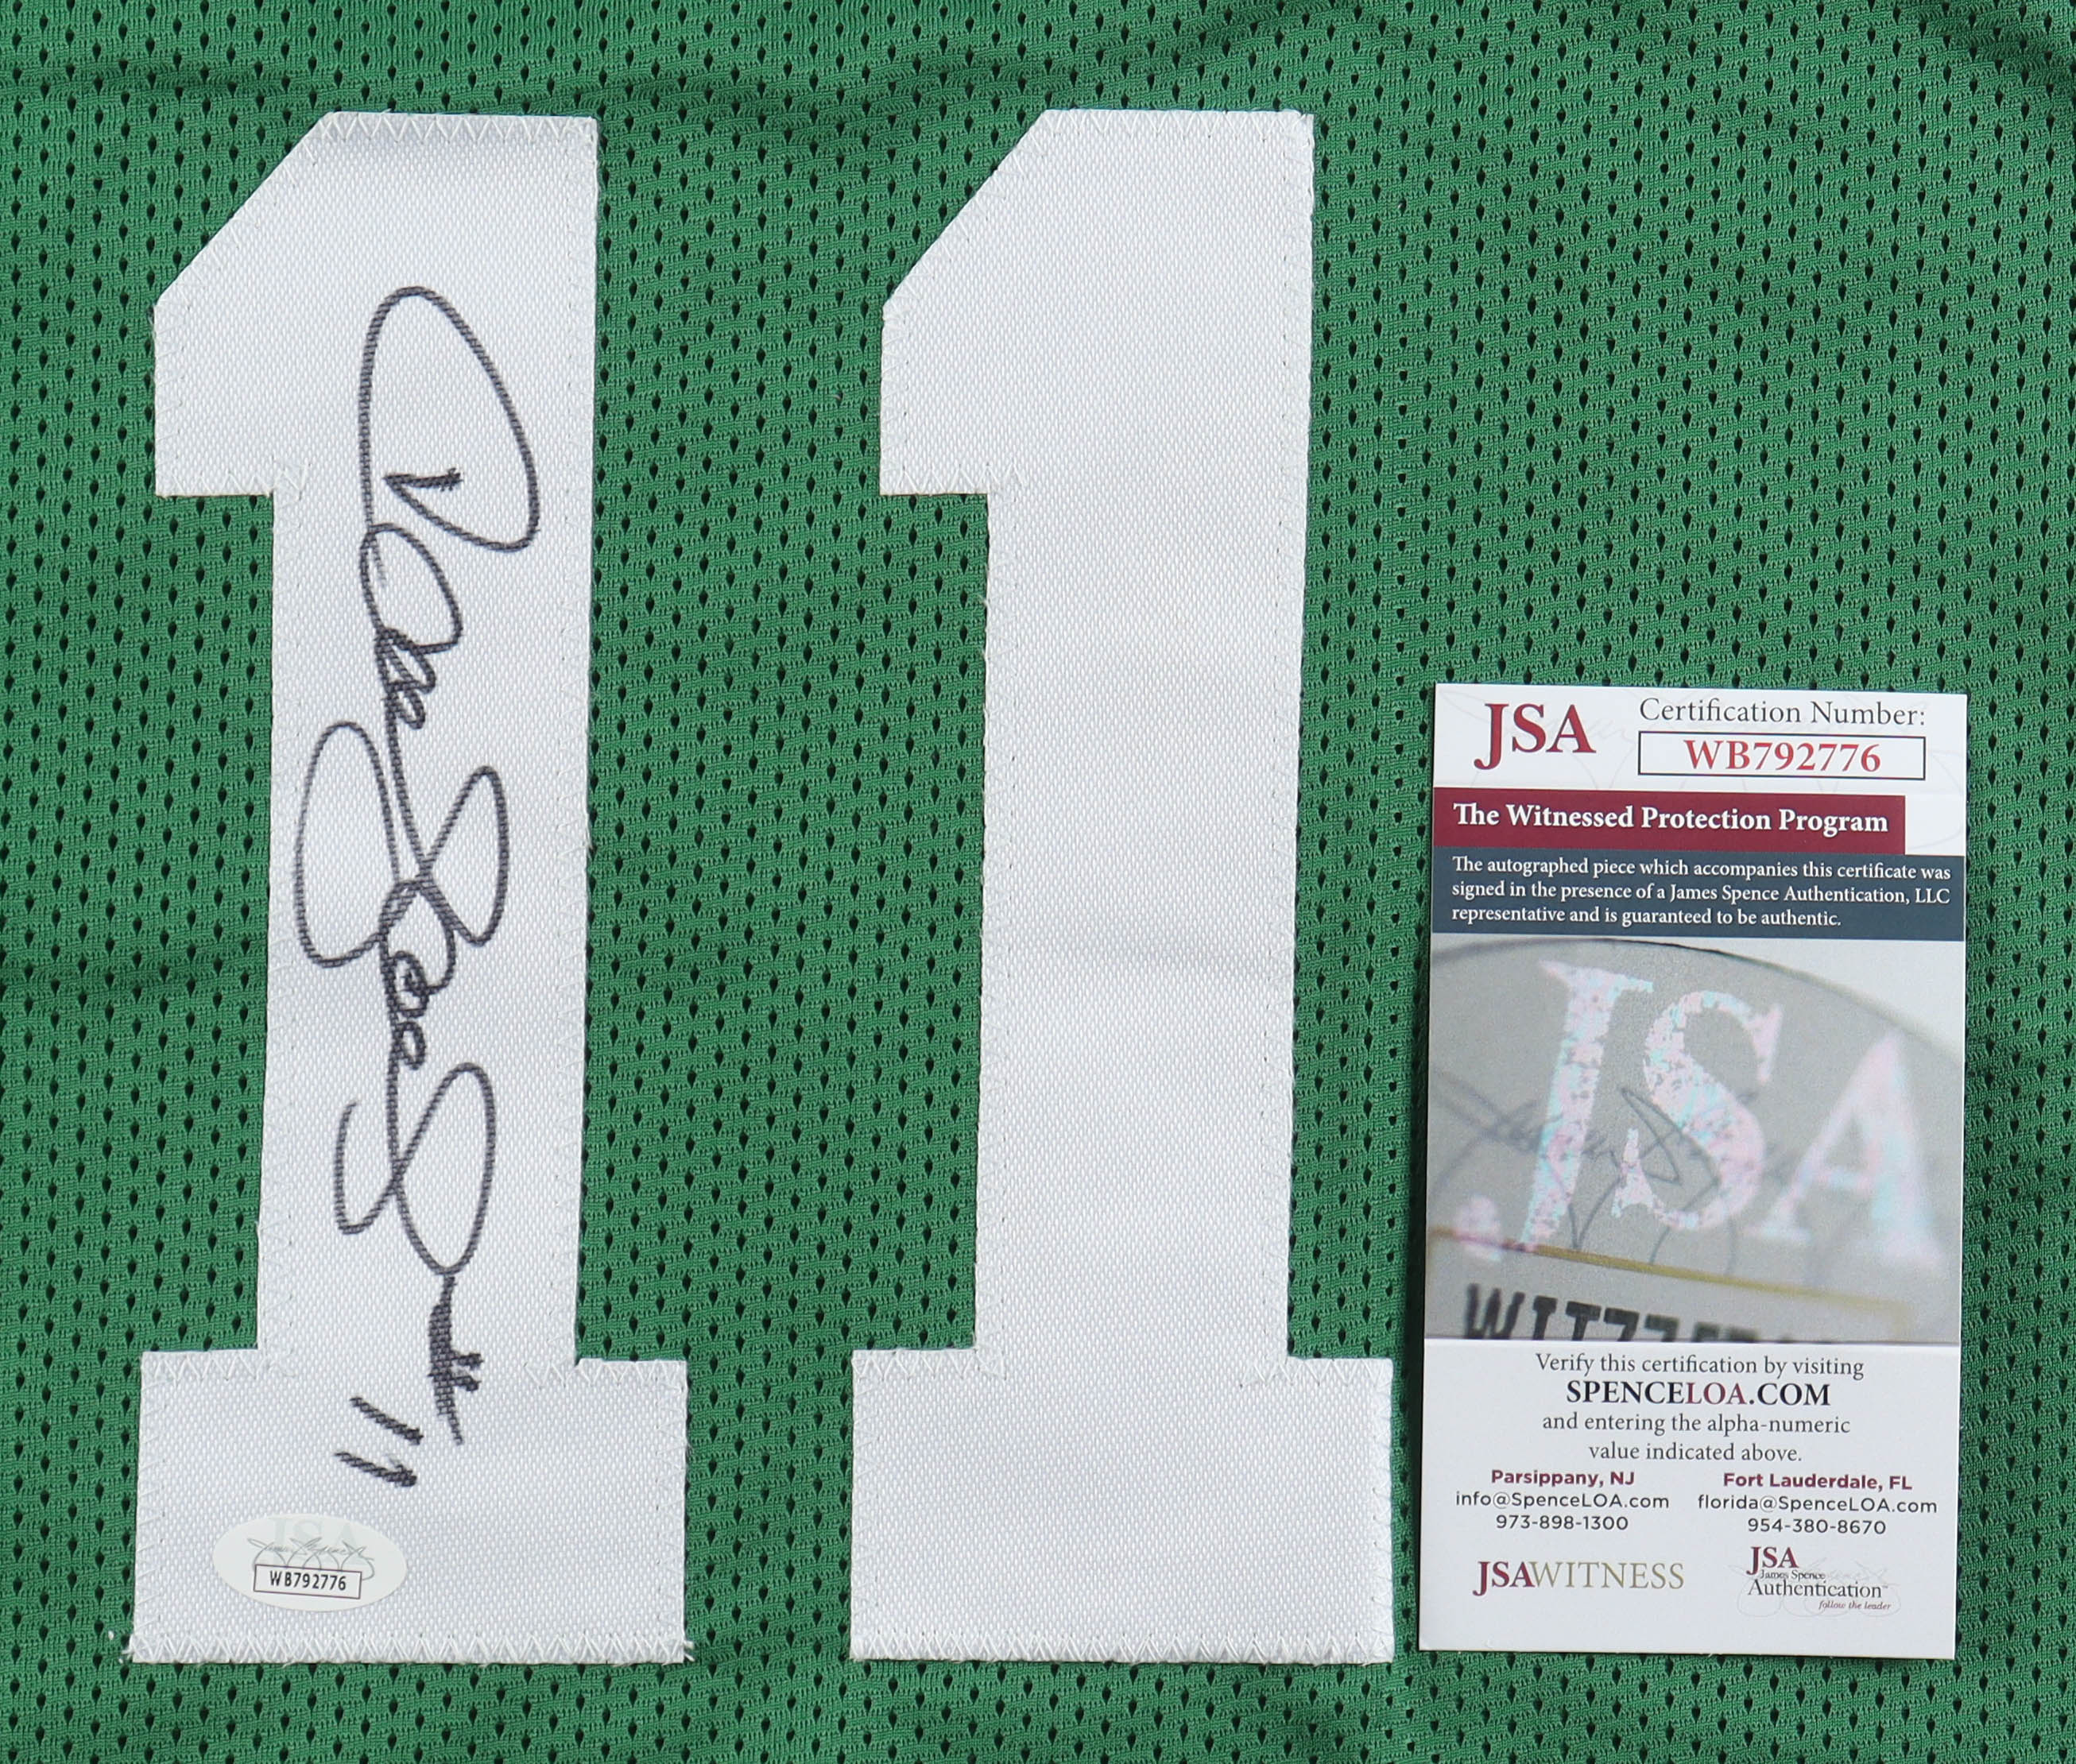 11
11
WB792776
JSA
Certification Number:
WB792776
The Witnessed Protection Program
The autographed piece which accompanies this certificate was
signed in the presence of a James Spence Authentication, LLC
representative and is guaranteed to be authentic.
JSA
Verify this certification by visiting
SPENCELOA.COM
and entering the alpha-numeric
value indicated above.
Parsippany, NJ
info@SpenceLOA.com
973-898-1300
Fort Lauderdale, FL
florida@SpenceLOA.com
954-380-8670
JSAWITNESS
JSA
James Spence
Authentication
follow the leader